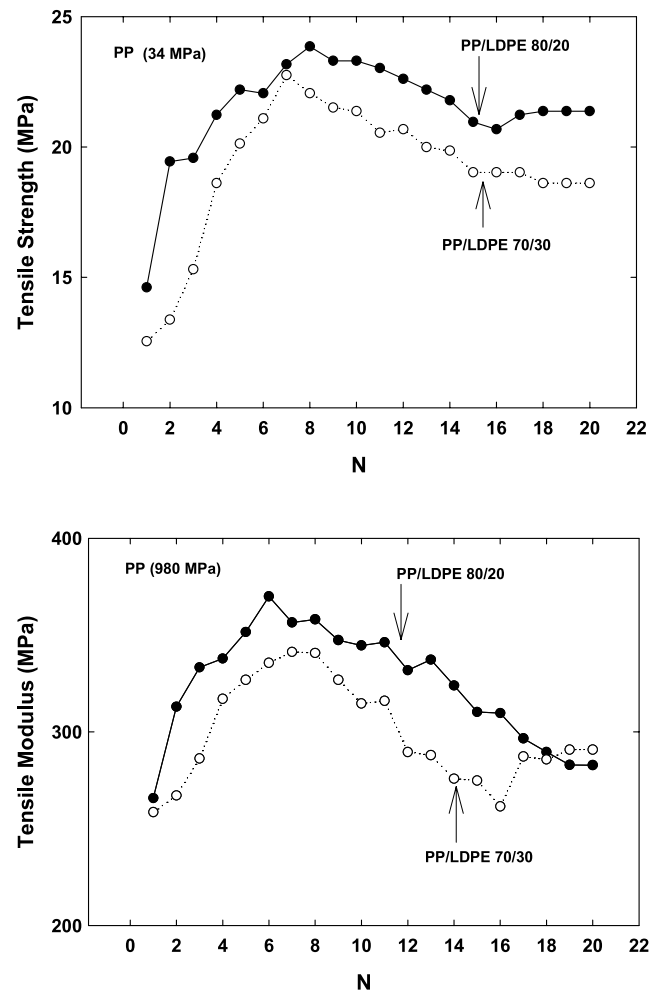 25
PP (34 MPa)
PP/LDPE 80/20
20
Tensile Strength (MPa)
PP/LDPE 70/30
15
10
0 2 4 6 8 10 12 14 16 18 20 22
N
400
PP (980 MPa)
PP/LDPE 80/20
Tensile Modulus (MPa)
300
PP/LDPE 70/30
200
0 2 4 6 8 10 12 14 16 18 20 22
N